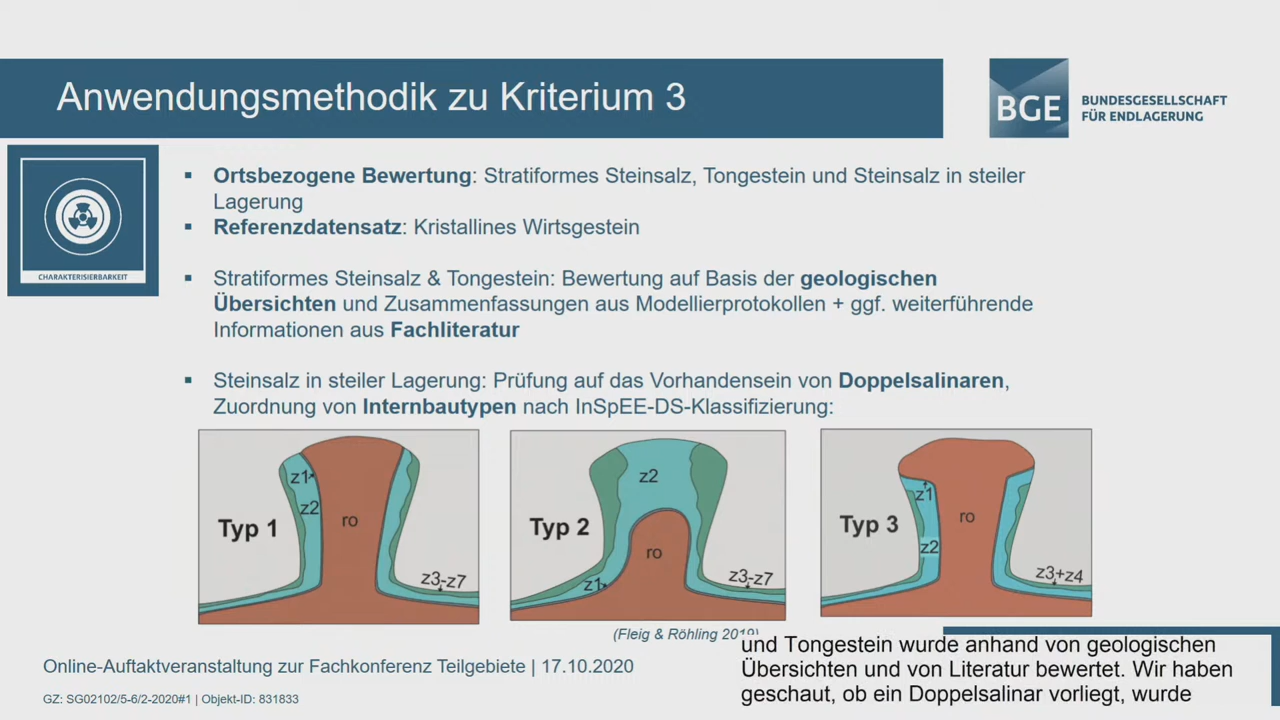 Anwendungsmethodik zu Kriterium 3
BGE
BUNDESGESELLSCHAFT
FÜR ENDLAGERUNG
CHARAKTERISIERBARKEIT
▪ Ortsbezogene Bewertung: Stratiformes Steinsalz, Tongestein und Steinsalz in steiler
Lagerung
▪ Referenzdatensatz: Kristallines Wirtsgestein
▪ Stratiformes Steinsalz & Tongestein: Bewertung auf Basis der geologischen
Übersichten und Zusammenfassungen aus Modellierprotokollen + ggf. weiterführende
Informationen aus Fachliteratur
▪ Steinsalz in steiler Lagerung: Prüfung auf das Vorhandensein von Doppelsalinaren,
Zuordnung von Internbautypen nach InSpEE-DS-Klassifizierung:
Typ 1
z1
z2
ro
z3-z7
Typ 2
z2
ro
z1
z3-z7
Typ 3
z1
ro
z2
z3+z4
(Fleig & Röhling 2019)
und Tongestein wurde anhand von geologischen
Übersichten und von Literatur bewertet. Wir haben
geschaut, ob ein Doppelsalinar vorliegt, wurde
Online-Auftaktveranstaltung zur Fachkonferenz Teilgebiete | 17.10.2020
GZ: SG02102/5-6/2-2020#1 | Objekt-ID: 831833